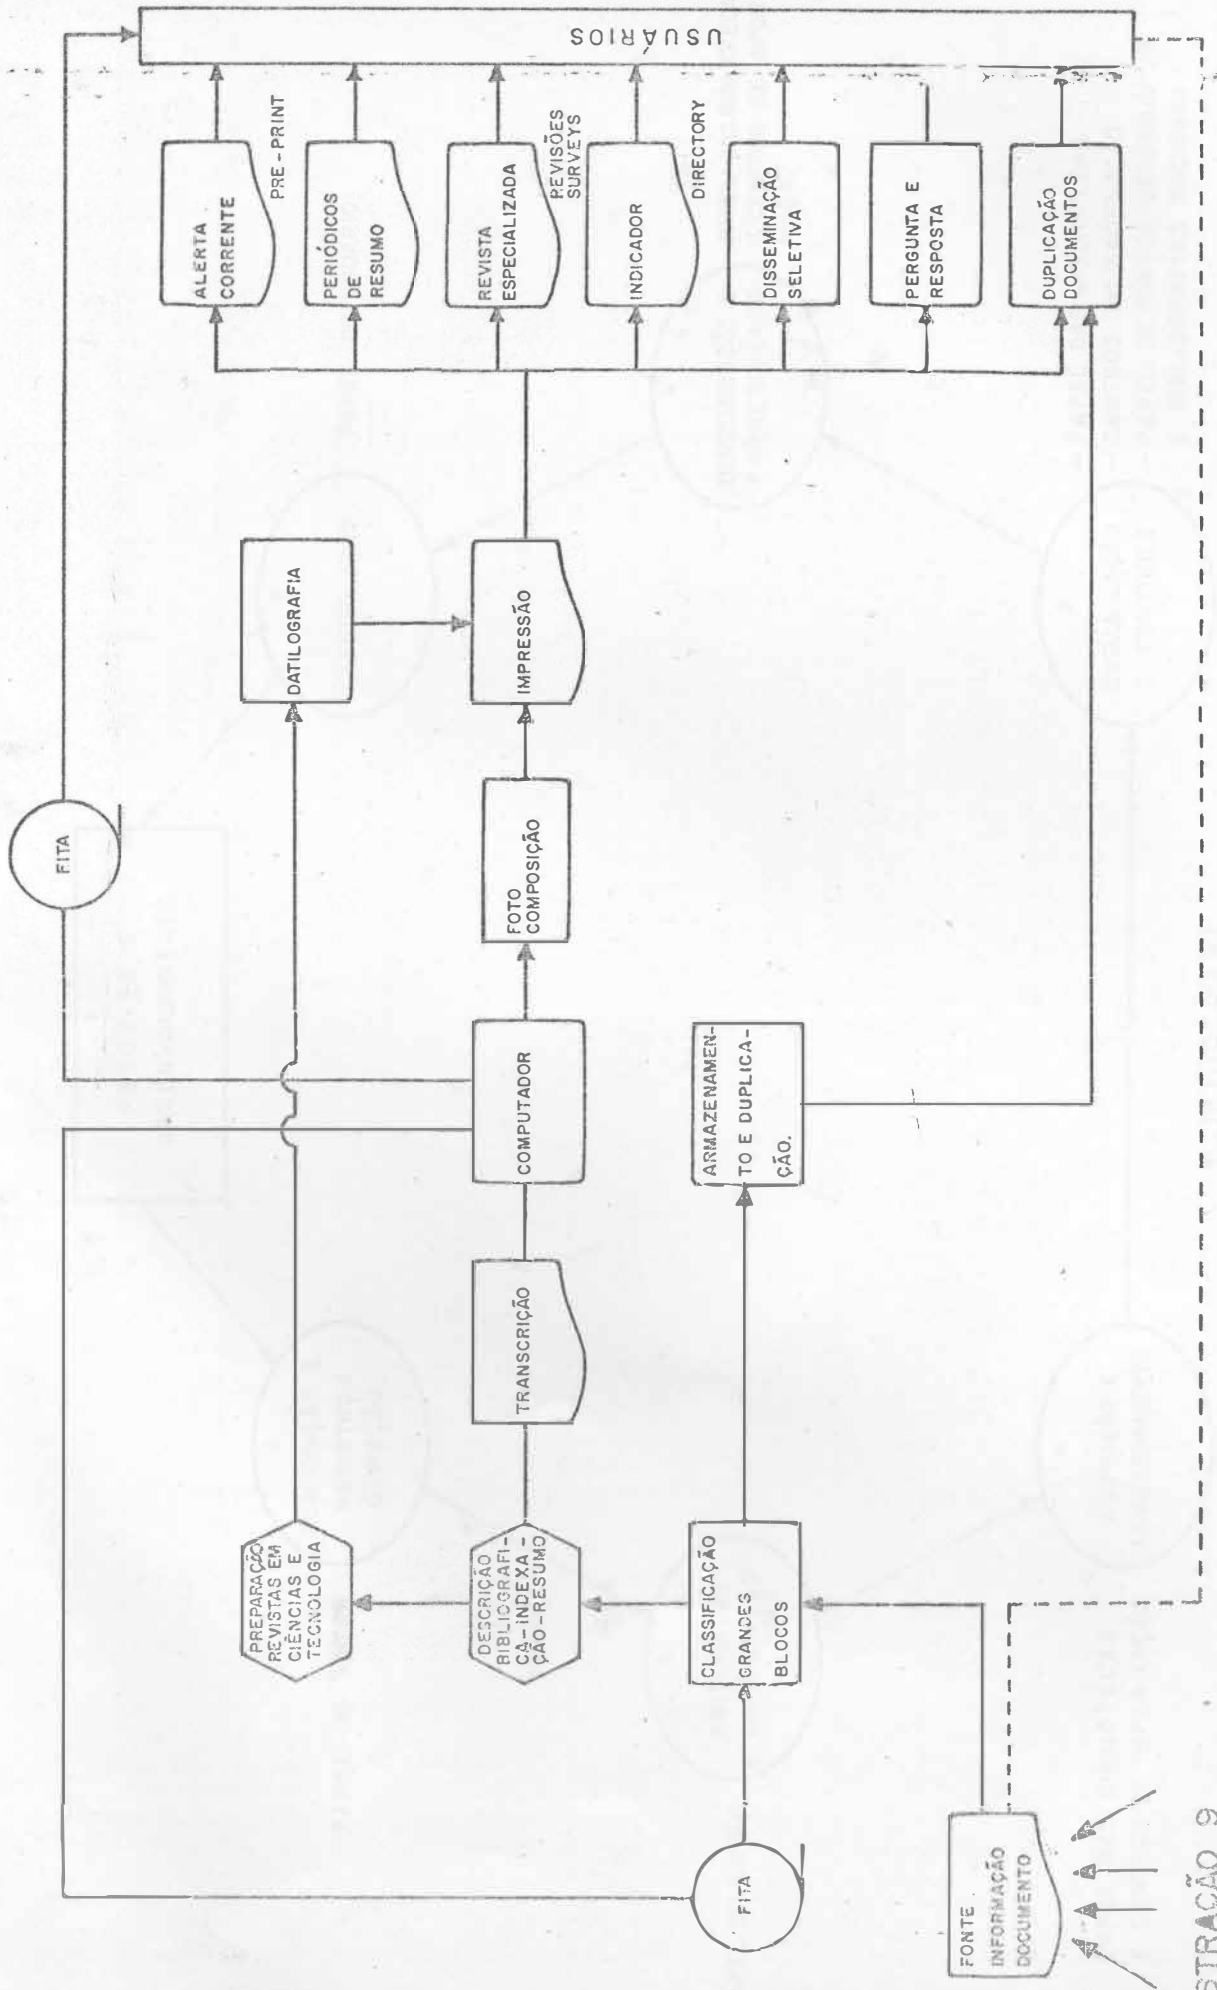 FITA
PREPARAÇÃO
REVISTAS EM
CIÊNCIAS E
TECNOLOGIA
DATILOGRAFIA
ALERTA
CORRENTE
PRE-PRINT
PERIÓDICOS
DE
RESUMO
DESCRIÇÃO
BIBLIOGRAFI-
CA-INDEXA-
ÇÃO-RESUMO
TRANSCRIÇÃO
COMPUTADOR
FOTO
COMPOSIÇÃO
IMPRESSÃO
REVISTA
ESPECIALIZADA
REVISÕES
SURVEYS
INDICADOR
DIRECTORY
FITA
CLASSIFICAÇÃO
GRANDES
BLOCOS
ARMAZENAMEN-
TO E DUPLICA-
ÇÃO.
DISSEMINAÇÃO
SELETIVA
PERGUNTA E
RESPOSTA
FONTE
INFORMAÇÃO
DOCUMENTO
DUPLICAÇÃO
DOCUMENTOS
USUÁRIOS
STRAÇÃO 9